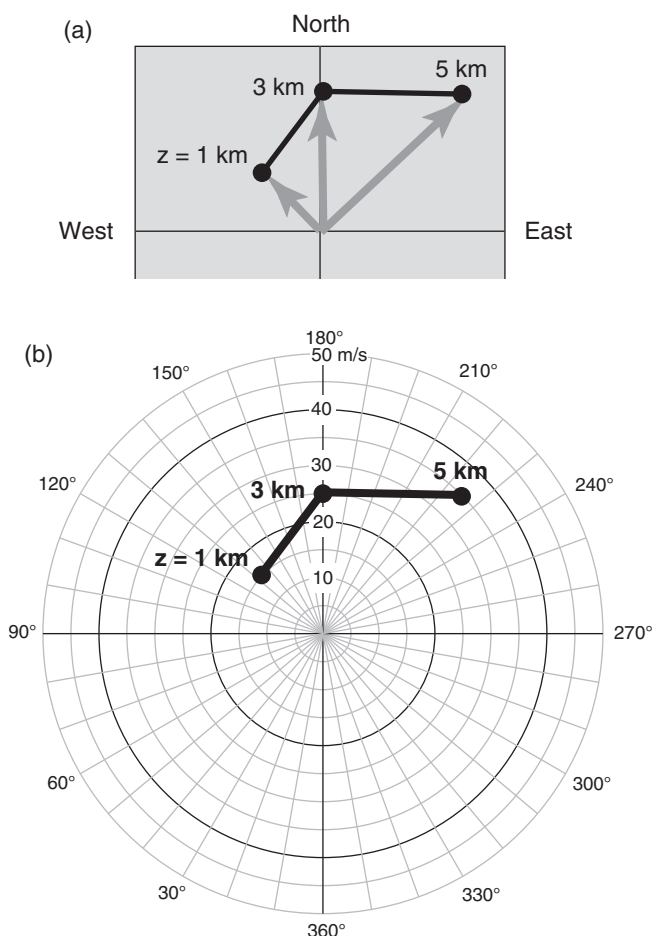 (a)
North
5 km
3 km
z = 1 km
West
East
(b)
180°
50 m/s
150°
210°
40
30
5 km
120°
3 km
240°
20
z = 1 km
10
90°
270°
60°
300°
30°
330°
360°